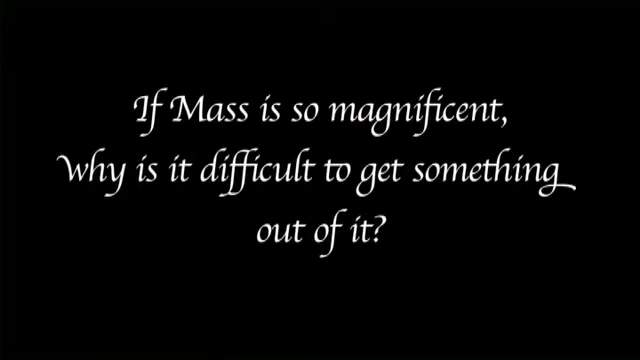 If Mass is so magnificent,
why is it difficult to get something
out of it?